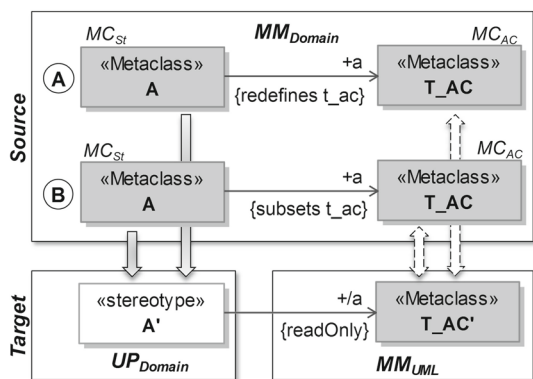 Source
MC_St
MM_Domain
MC_AC
A
«Metaclass»
A
+a
{redefines t_ac}
«Metaclass»
T_AC
MC_St
MC_AC
B
«Metaclass»
A
+a
{subsets t_ac}
«Metaclass»
T_AC
Target
«stereotype»
A'
UP_Domain
+/a
{readOnly}
«Metaclass»
T_AC'
MM_UML